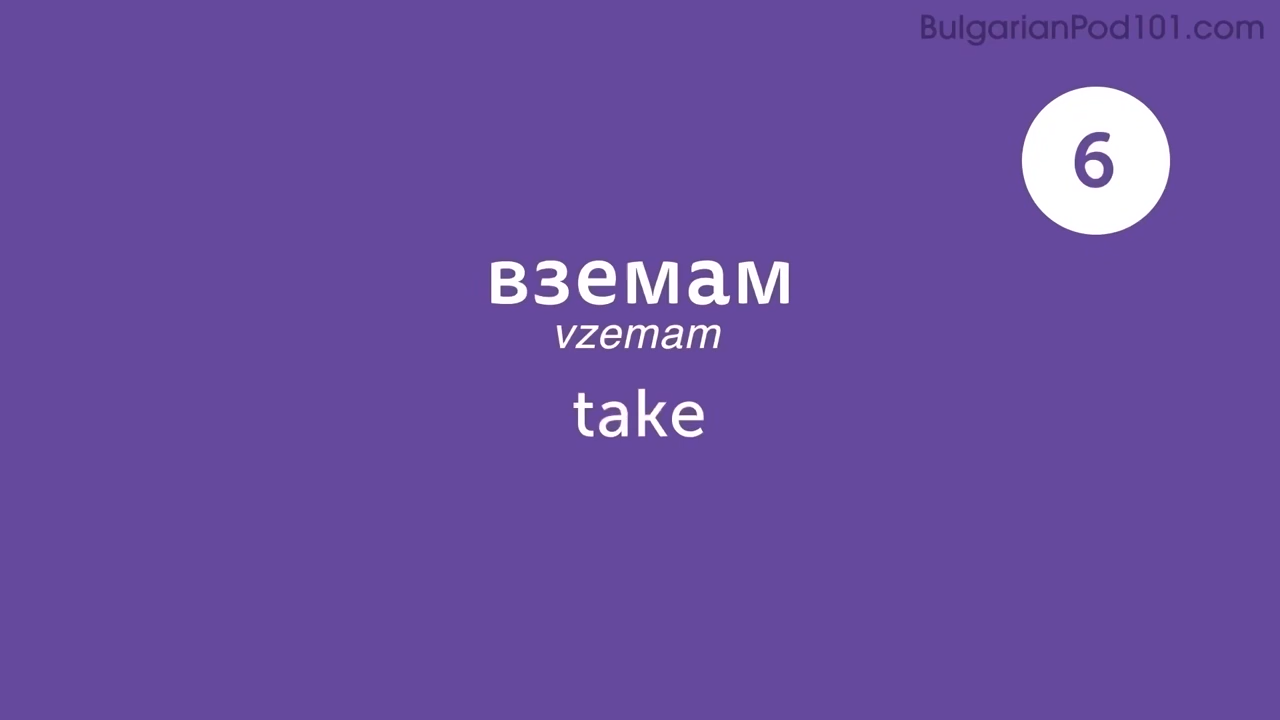 BulgarianPod101.com
6
вземам
vzemam
take